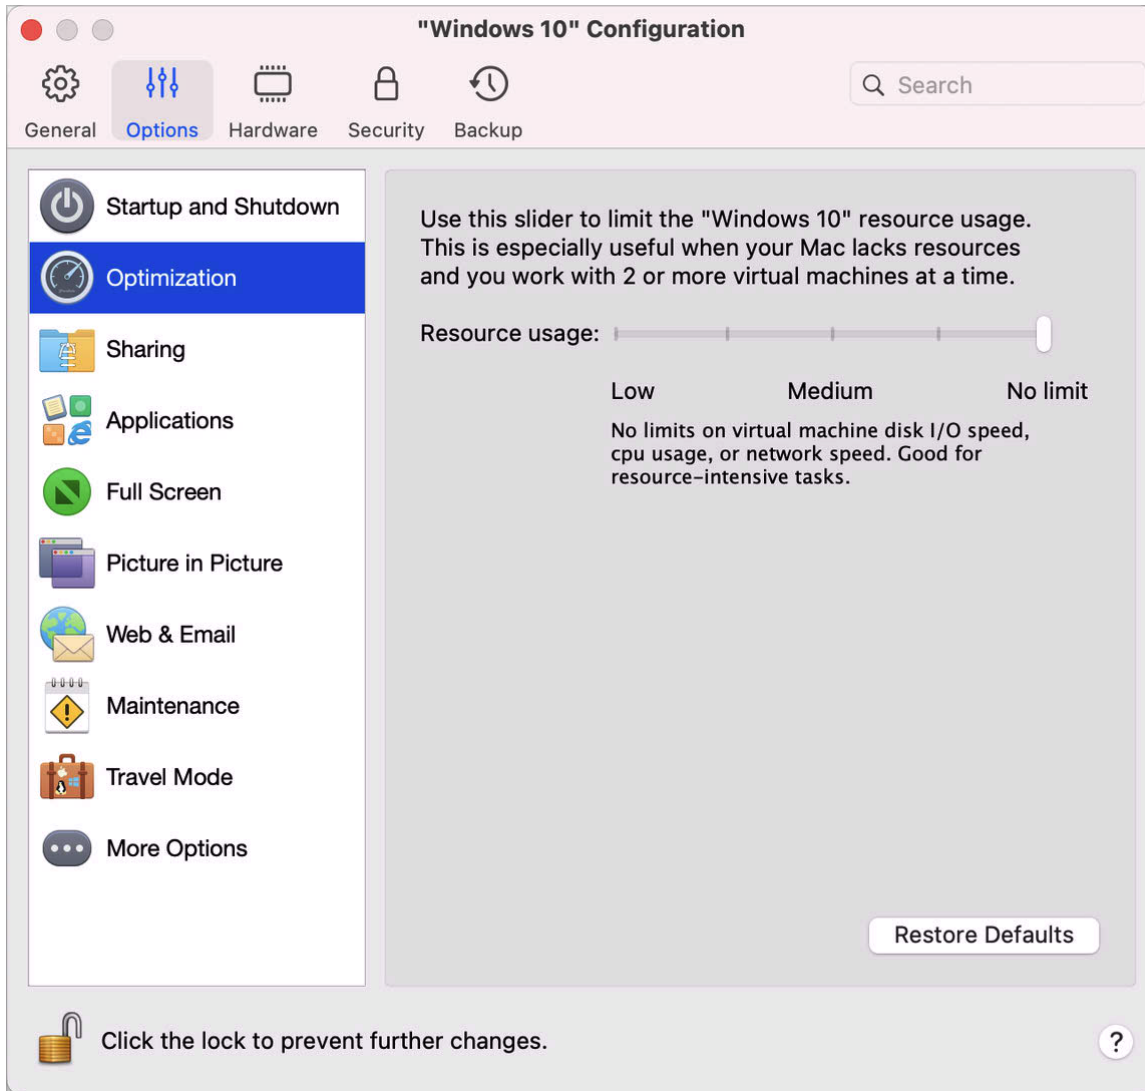 "Windows 10" Configuration
General
Options
Hardware
Security
Backup
Search
Startup and Shutdown
Optimization
Sharing
Applications
Full Screen
Picture in Picture
Web & Email
Maintenance
Travel Mode
More Options
Use this slider to limit the "Windows 10" resource usage.
This is especially useful when your Mac lacks resources
and you work with 2 or more virtual machines at a time.
Resource usage:
Low
Medium
No limit
No limits on virtual machine disk I/O speed,
cpu usage, or network speed. Good for
resource-intensive tasks.
Restore Defaults
Click the lock to prevent further changes.
?